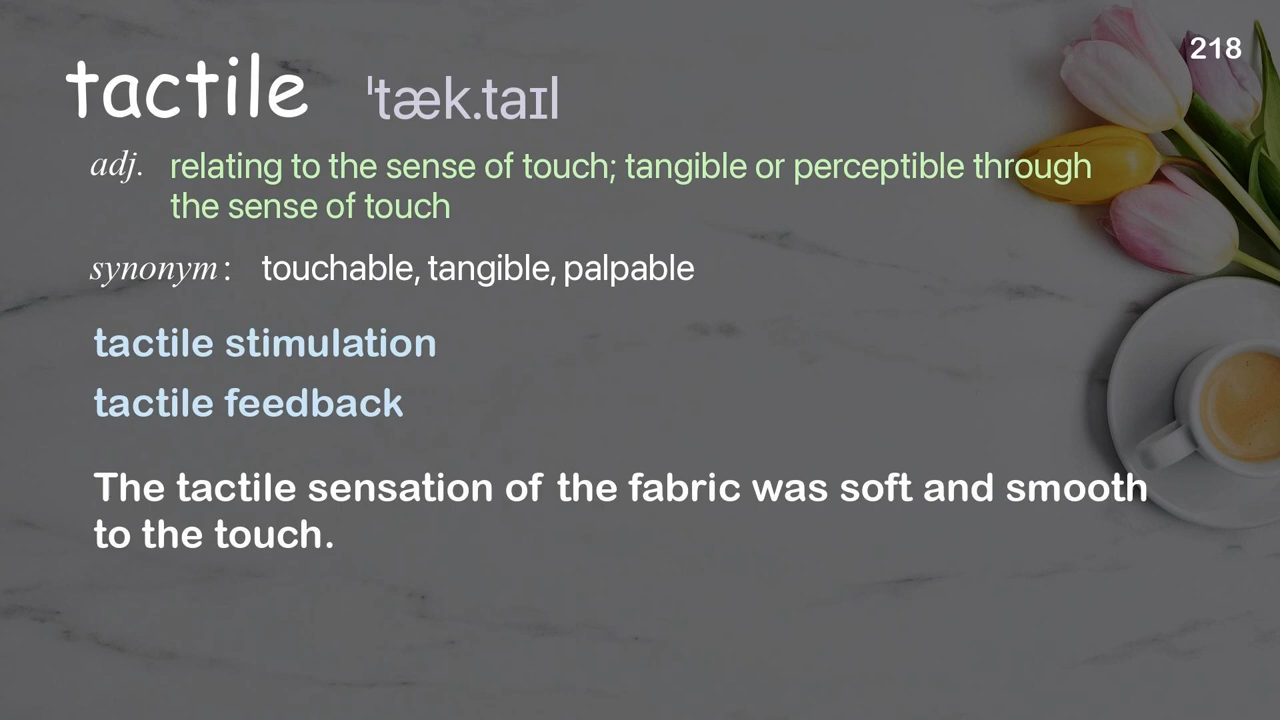 218
tactile ˈtæk.taɪl
adj. relating to the sense of touch; tangible or perceptible through
the sense of touch
synonym: touchable, tangible, palpable
tactile stimulation
tactile feedback
The tactile sensation of the fabric was soft and smooth
to the touch.